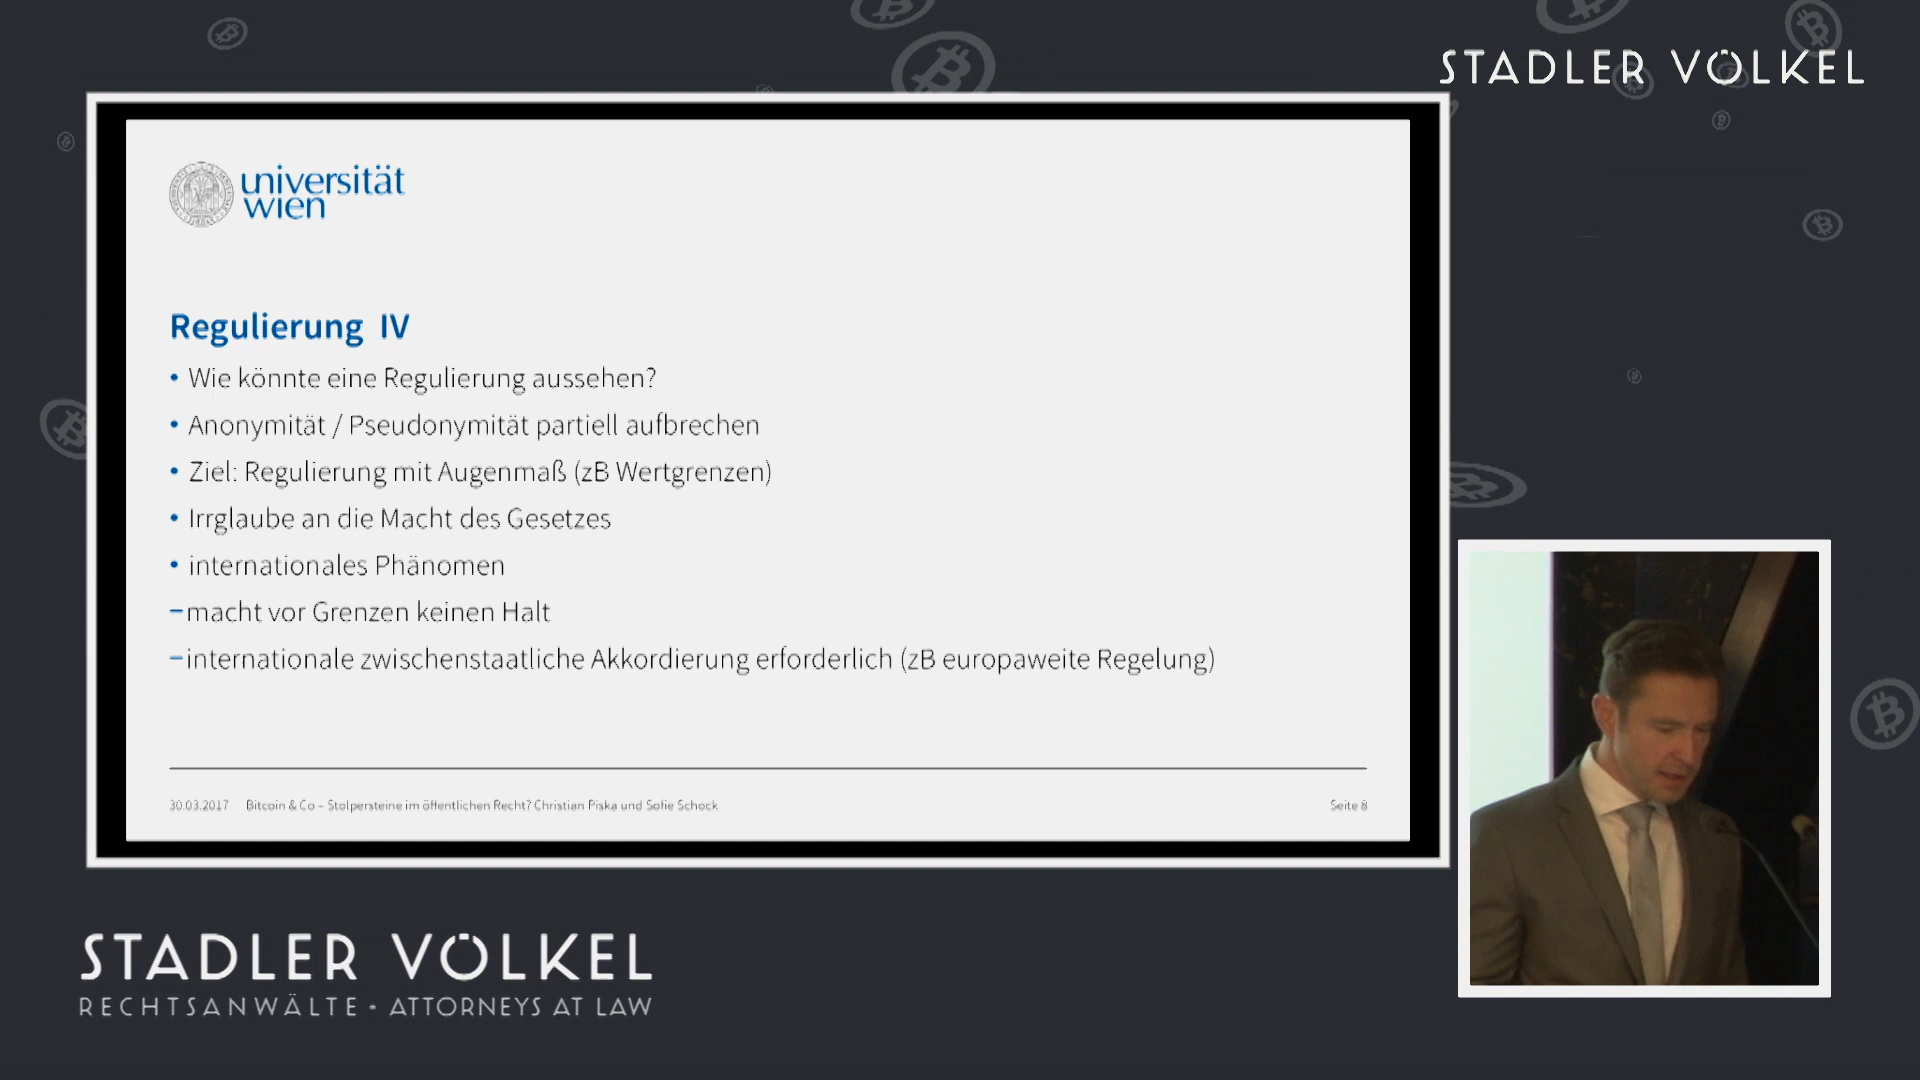 STADLER VÖLKEL
universität
wien
Regulierung IV
• Wie könnte eine Regulierung aussehen?
• Anonymität / Pseudonymität partiell aufbrechen
• Ziel: Regulierung mit Augenmaß (zB Wertgrenzen)
• Irrglaube an die Macht des Gesetzes
• internationales Phänomen
– macht vor Grenzen keinen Halt
– internationale zwischenstaatliche Akkordierung erforderlich (zB europaweite Regelung)
30.03.2017 Bitcoin & Co – Stolpersteine im öffentlichen Recht? Christian Piska und Sofie Schock Seite 8
STADLER VÖLKEL
RECHTSANWÄLTE • ATTORNEYS AT LAW